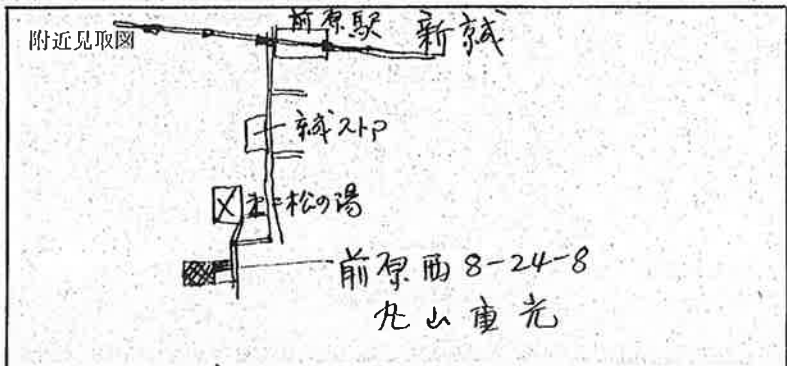 附近見取図
前原駅
新京成
京成ストア
松の湯
前原西8-24-8
丸山重光